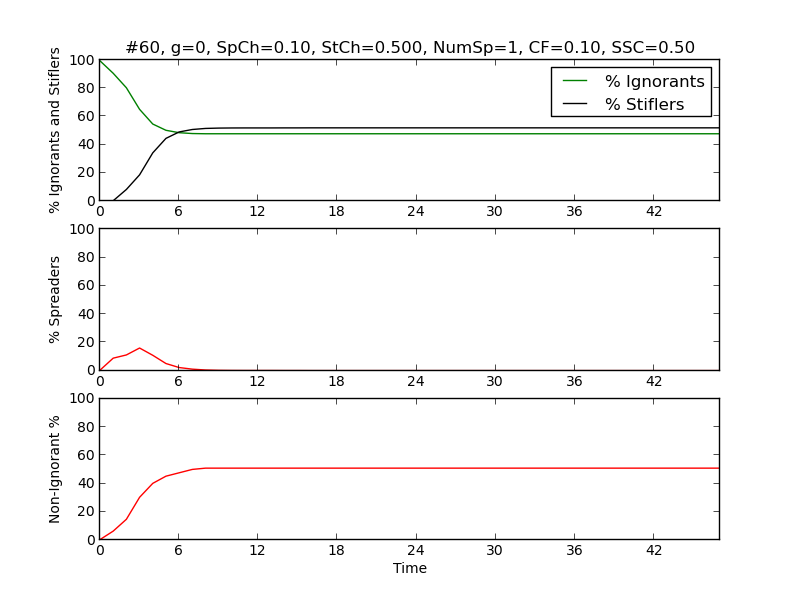 #60, g=0, SpCh=0.10, StCh=0.500, NumSp=1, CF=0.10, SSC=0.50
% Ignorants and Stiflers
100
80
60
40
20
0
% Ignorants
% Stiflers
0 6 12 18 24 30 36 42
% Spreaders
100
80
60
40
20
0
0 6 12 18 24 30 36 42
Non-Ignorant %
100
80
60
40
20
0
0 6 12 18 24 30 36 42
Time